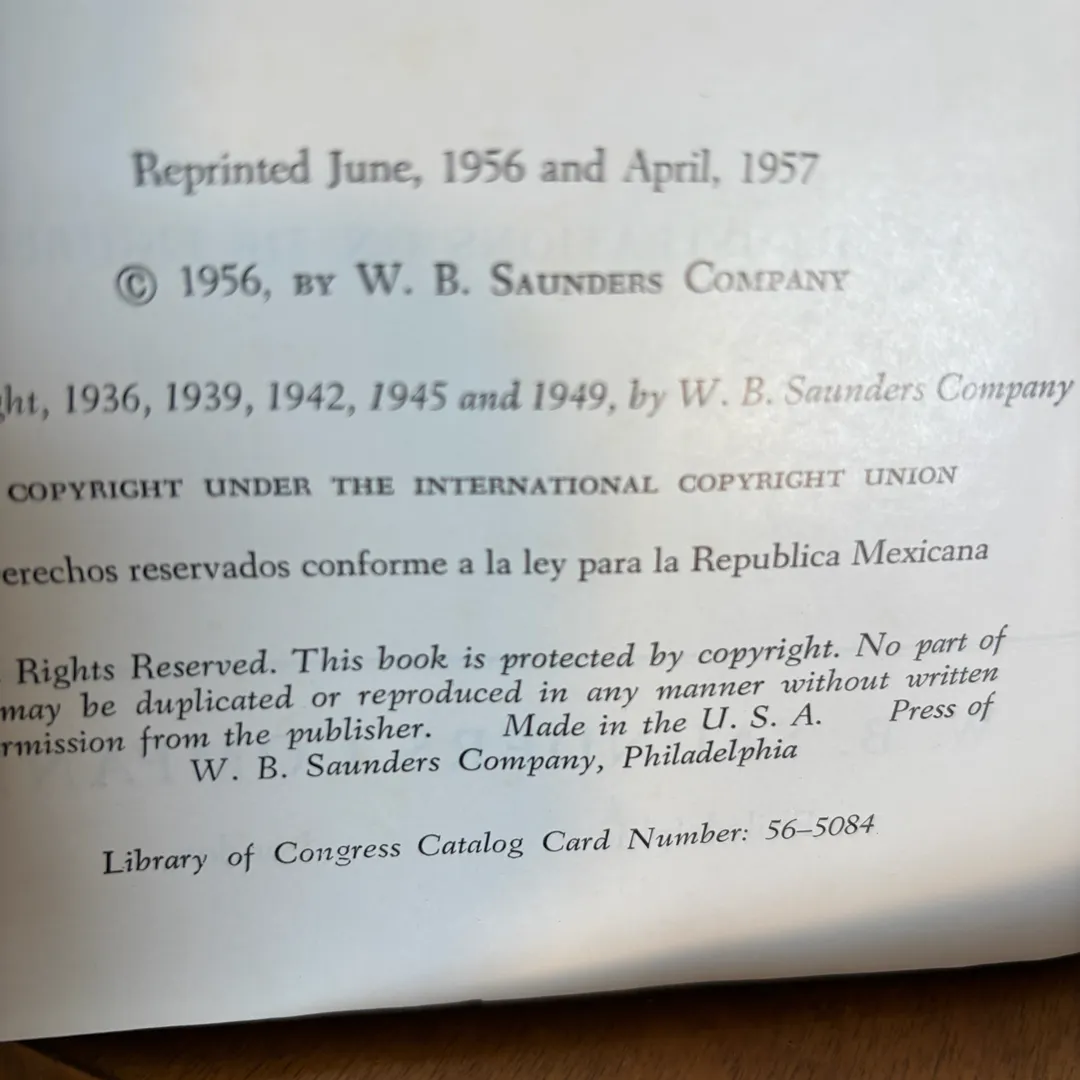 Reprinted June, 1956 and April, 1957
© 1956, BY W. B. SAUNDERS COMPANY
ht, 1936, 1939, 1942, 1945 and 1949, by W. B. Saunders Company
COPYRIGHT UNDER THE INTERNATIONAL COPYRIGHT UNION
erechos reservados conforme a la ley para la Republica Mexicana
Rights Reserved. This book is protected by copyright. No part of
may be duplicated or reproduced in any manner without written
rmission from the publisher. Made in the U. S. A. Press of
W. B. Saunders Company, Philadelphia
Library of Congress Catalog Card Number: 56–5084